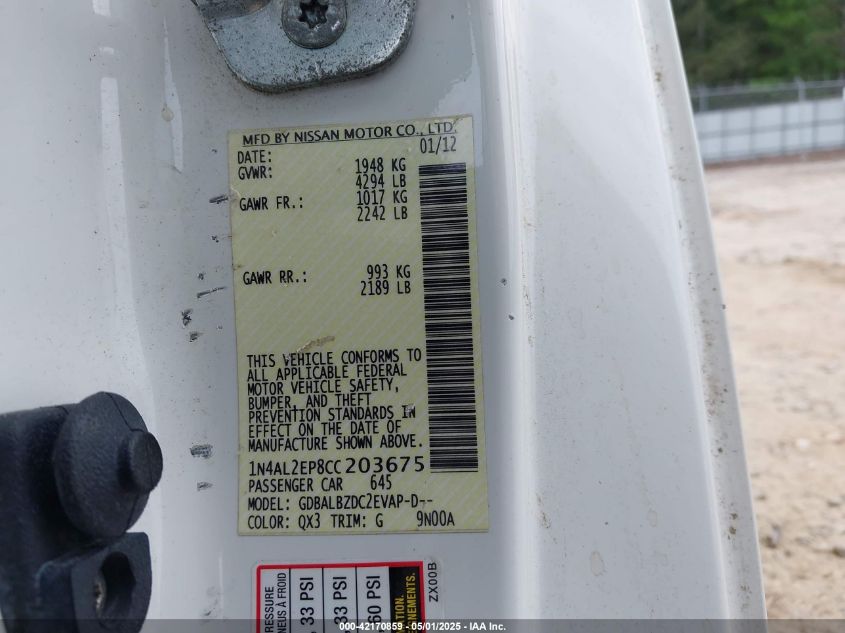 NISSAN
MFD BY NISSAN MOTOR CO., LTD.
DATE: 01/12
GVWR: 1948 KG
4294 LB
GAWR FR.: 1017 KG
2242 LB
GAWR RR.: 993 KG
2189 LB
THIS VEHICLE CONFORMS TO
ALL APPLICABLE FEDERAL
MOTOR VEHICLE SAFETY,
BUMPER, AND THEFT
PREVENTION STANDARDS IN
EFFECT ON THE DATE OF
MANUFACTURE SHOWN ABOVE.
1N4AL2EP8CC203675
PASSENGER CAR 645
MODEL: GDBALBZDC2EVAP-D--
COLOR: QX3 TRIM: G 9N00A
33 PSI
33 PSI
60 PSI
ZX00B
000-42170859 - 05/01/2025 - IAA Inc.